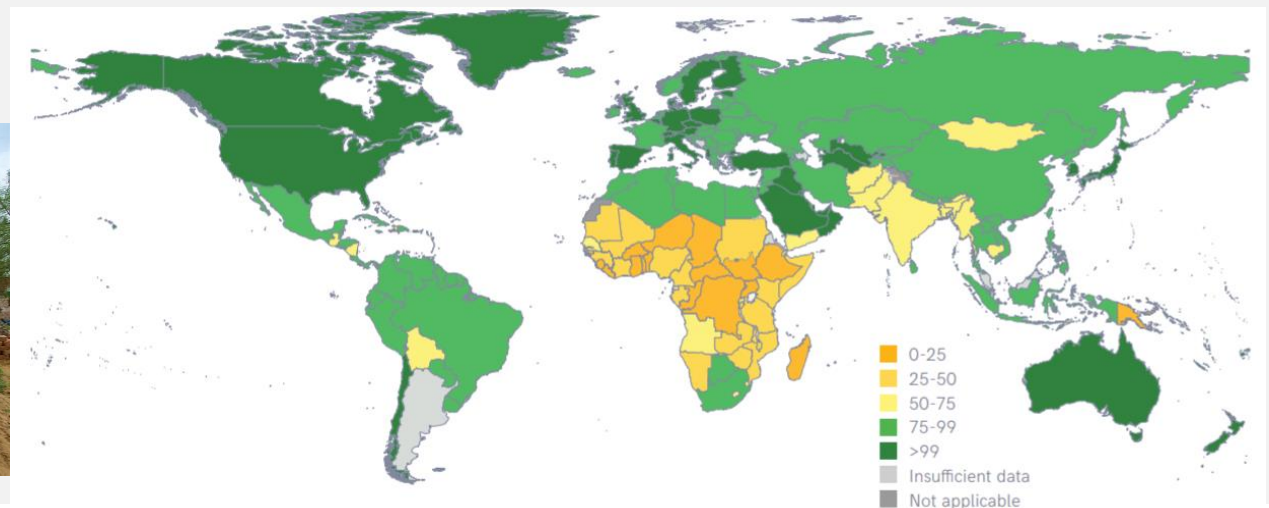 0-25
25-50
50-75
75-99
>99
Insufficient data
Not applicable